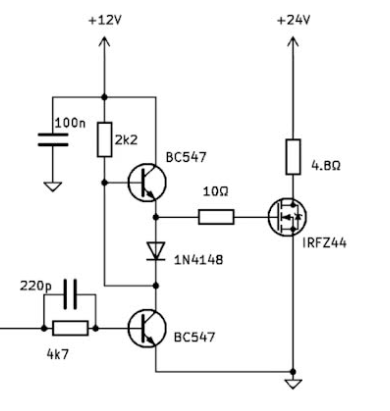 +12V
+24V
100n
2k2
BC547
4.8Ω
10Ω
IRFZ44
1N4148
220p
BC547
4k7